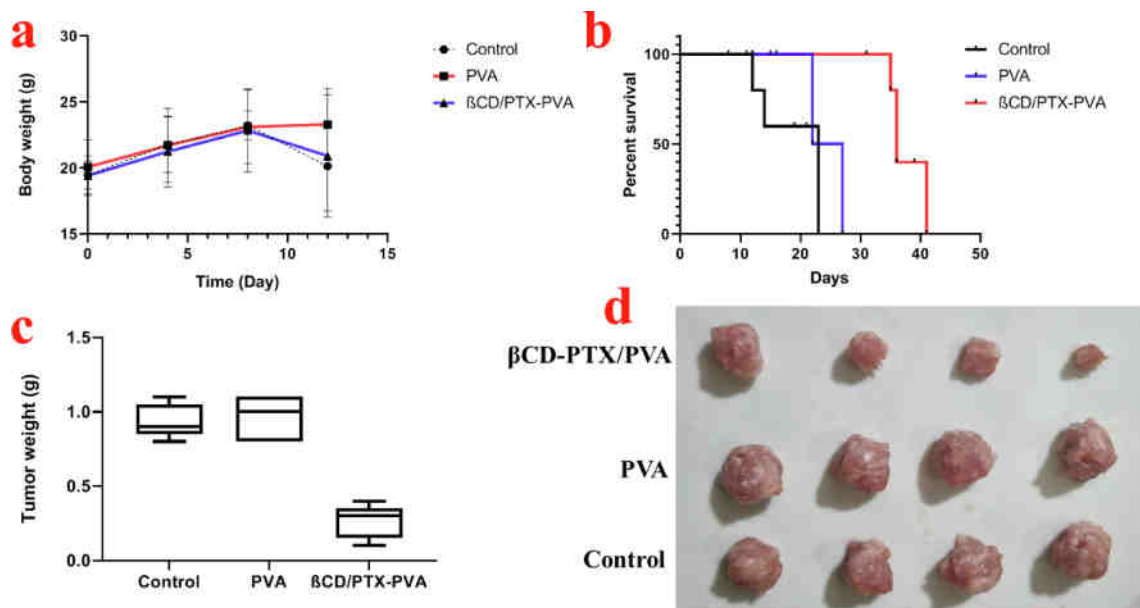 a
Body weight (g)
30
25
20
15
0
5
10
15
Time (Day)
Control
PVA
ßCD/PTX-PVA
b
Percent survival
100
50
0
0
10
20
30
40
50
Days
Control
PVA
ßCD/PTX-PVA
c
Tumor weight (g)
1.5
1.0
0.5
0.0
Control
PVA
ßCD/PTX-PVA
d
βCD-PTX/PVA
PVA
Control